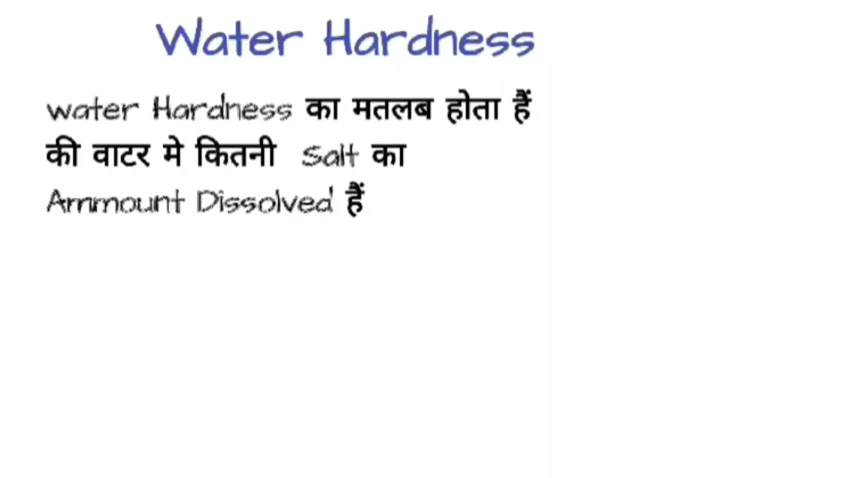 Water Hardness
water Hardness का मतलब होता हैं
की वाटर मे कितनी Salt का
Ammount Dissolved हैं